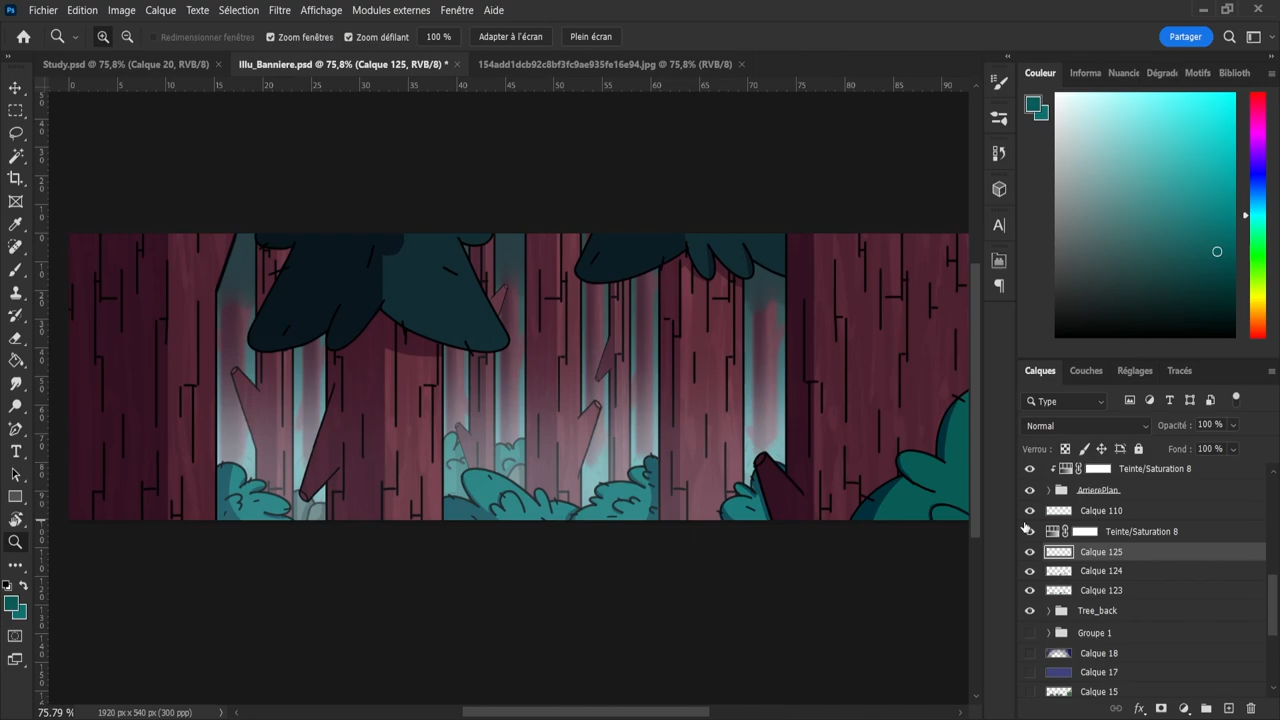 Ps Fichier Edition Image Calque Texte Sélection Filtre Affichage Modules externes Fenêtre Aide
Redimensionner fenêtres Zoom fenêtres Zoom défilant 100 % Adapter à l'écran Plein écran Partager
Study.psd @ 75,8% (Calque 20, RVB/8) × Illu_Banniere.psd @ 75,8% (Calque 125, RVB/8) * × 154add1dcb92c8bf3fc9ae935fe16e94.jpg @ 75,8% (RVB/8) ×
Couleur Informa Nuancie Dégradé Motifs Biblioth
0 5 10 15 20 25 30 35 40 45 50 55 60 65 70 75 80 85 90
Calques Couches Réglages Tracés
Type
Normal Opacité : 100 %
Verrou : Fond : 100 %
Teinte/Saturation 8
ArrierePlan
Calque 110
Teinte/Saturation 8
Calque 125
Calque 124
Calque 123
Tree_back
Groupe 1
Calque 18
Calque 17
Calque 15
75.79 % 1920 px x 540 px (300 ppp)